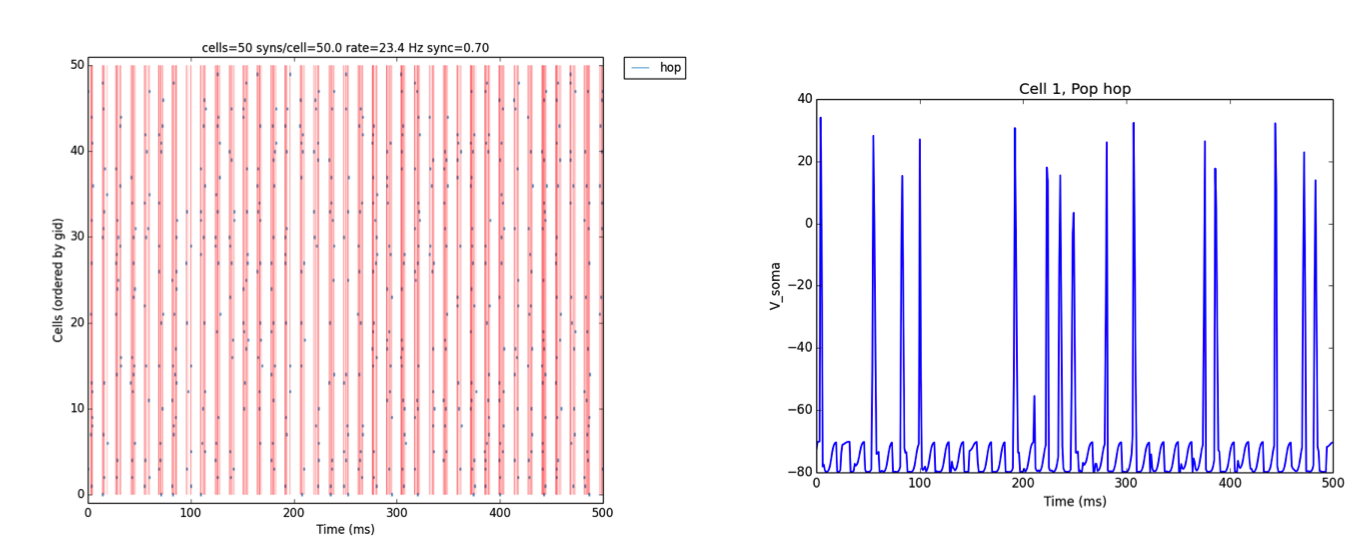 cells=50 syns/cell=50.0 rate=23.4 Hz sync=0.70
hop
50
40
30
20
10
0
Cells (ordered by gid)
0 100 200 300 400 500
Time (ms)
Cell 1, Pop hop
40
20
0
−20
−40
−60
−80
V_soma
0 100 200 300 400 500
Time (ms)